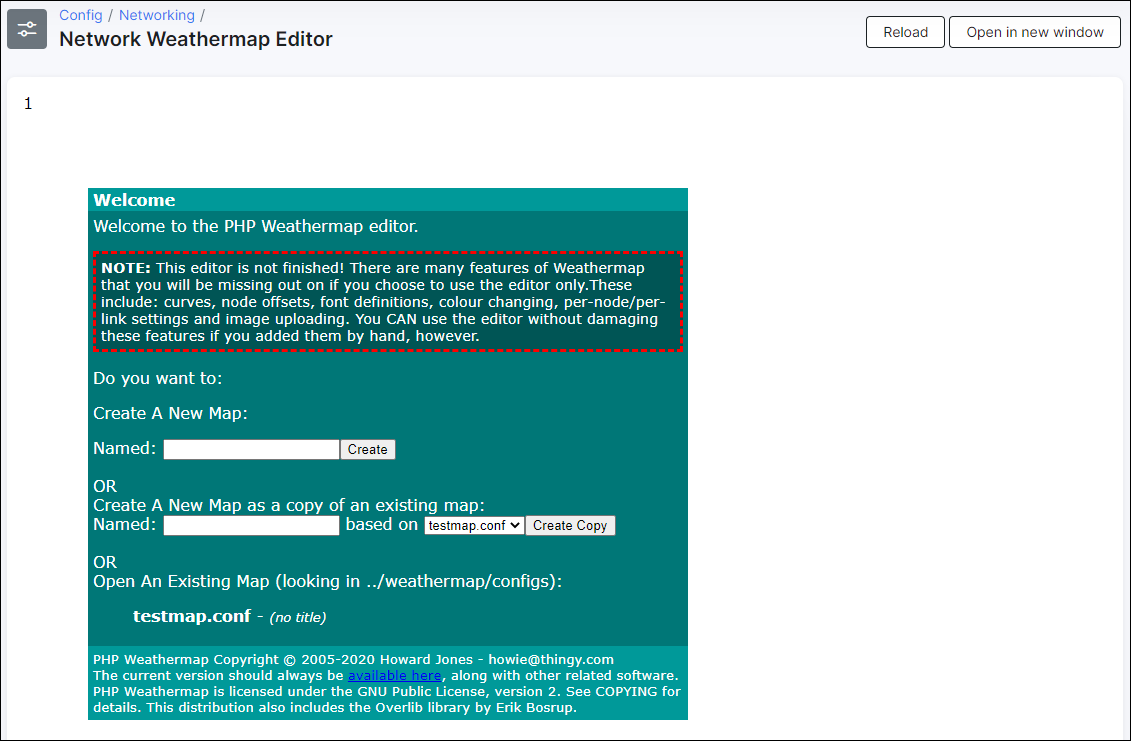 Config / Networking /
Network Weathermap Editor
Reload
Open in new window
1
Welcome
Welcome to the PHP Weathermap editor.
NOTE: This editor is not finished! There are many features of Weathermap
that you will be missing out on if you choose to use the editor only.These
include: curves, node offsets, font definitions, colour changing, per-node/per-
link settings and image uploading. You CAN use the editor without damaging
these features if you added them by hand, however.
Do you want to:
Create A New Map:
Named: Create
OR
Create A New Map as a copy of an existing map:
Named: based on testmap.conf Create Copy
OR
Open An Existing Map (looking in ../weathermap/configs):
testmap.conf - (no title)
PHP Weathermap Copyright © 2005-2020 Howard Jones - howie@thingy.com
The current version should always be available here, along with other related software.
PHP Weathermap is licensed under the GNU Public License, version 2. See COPYING for
details. This distribution also includes the Overlib library by Erik Bosrup.